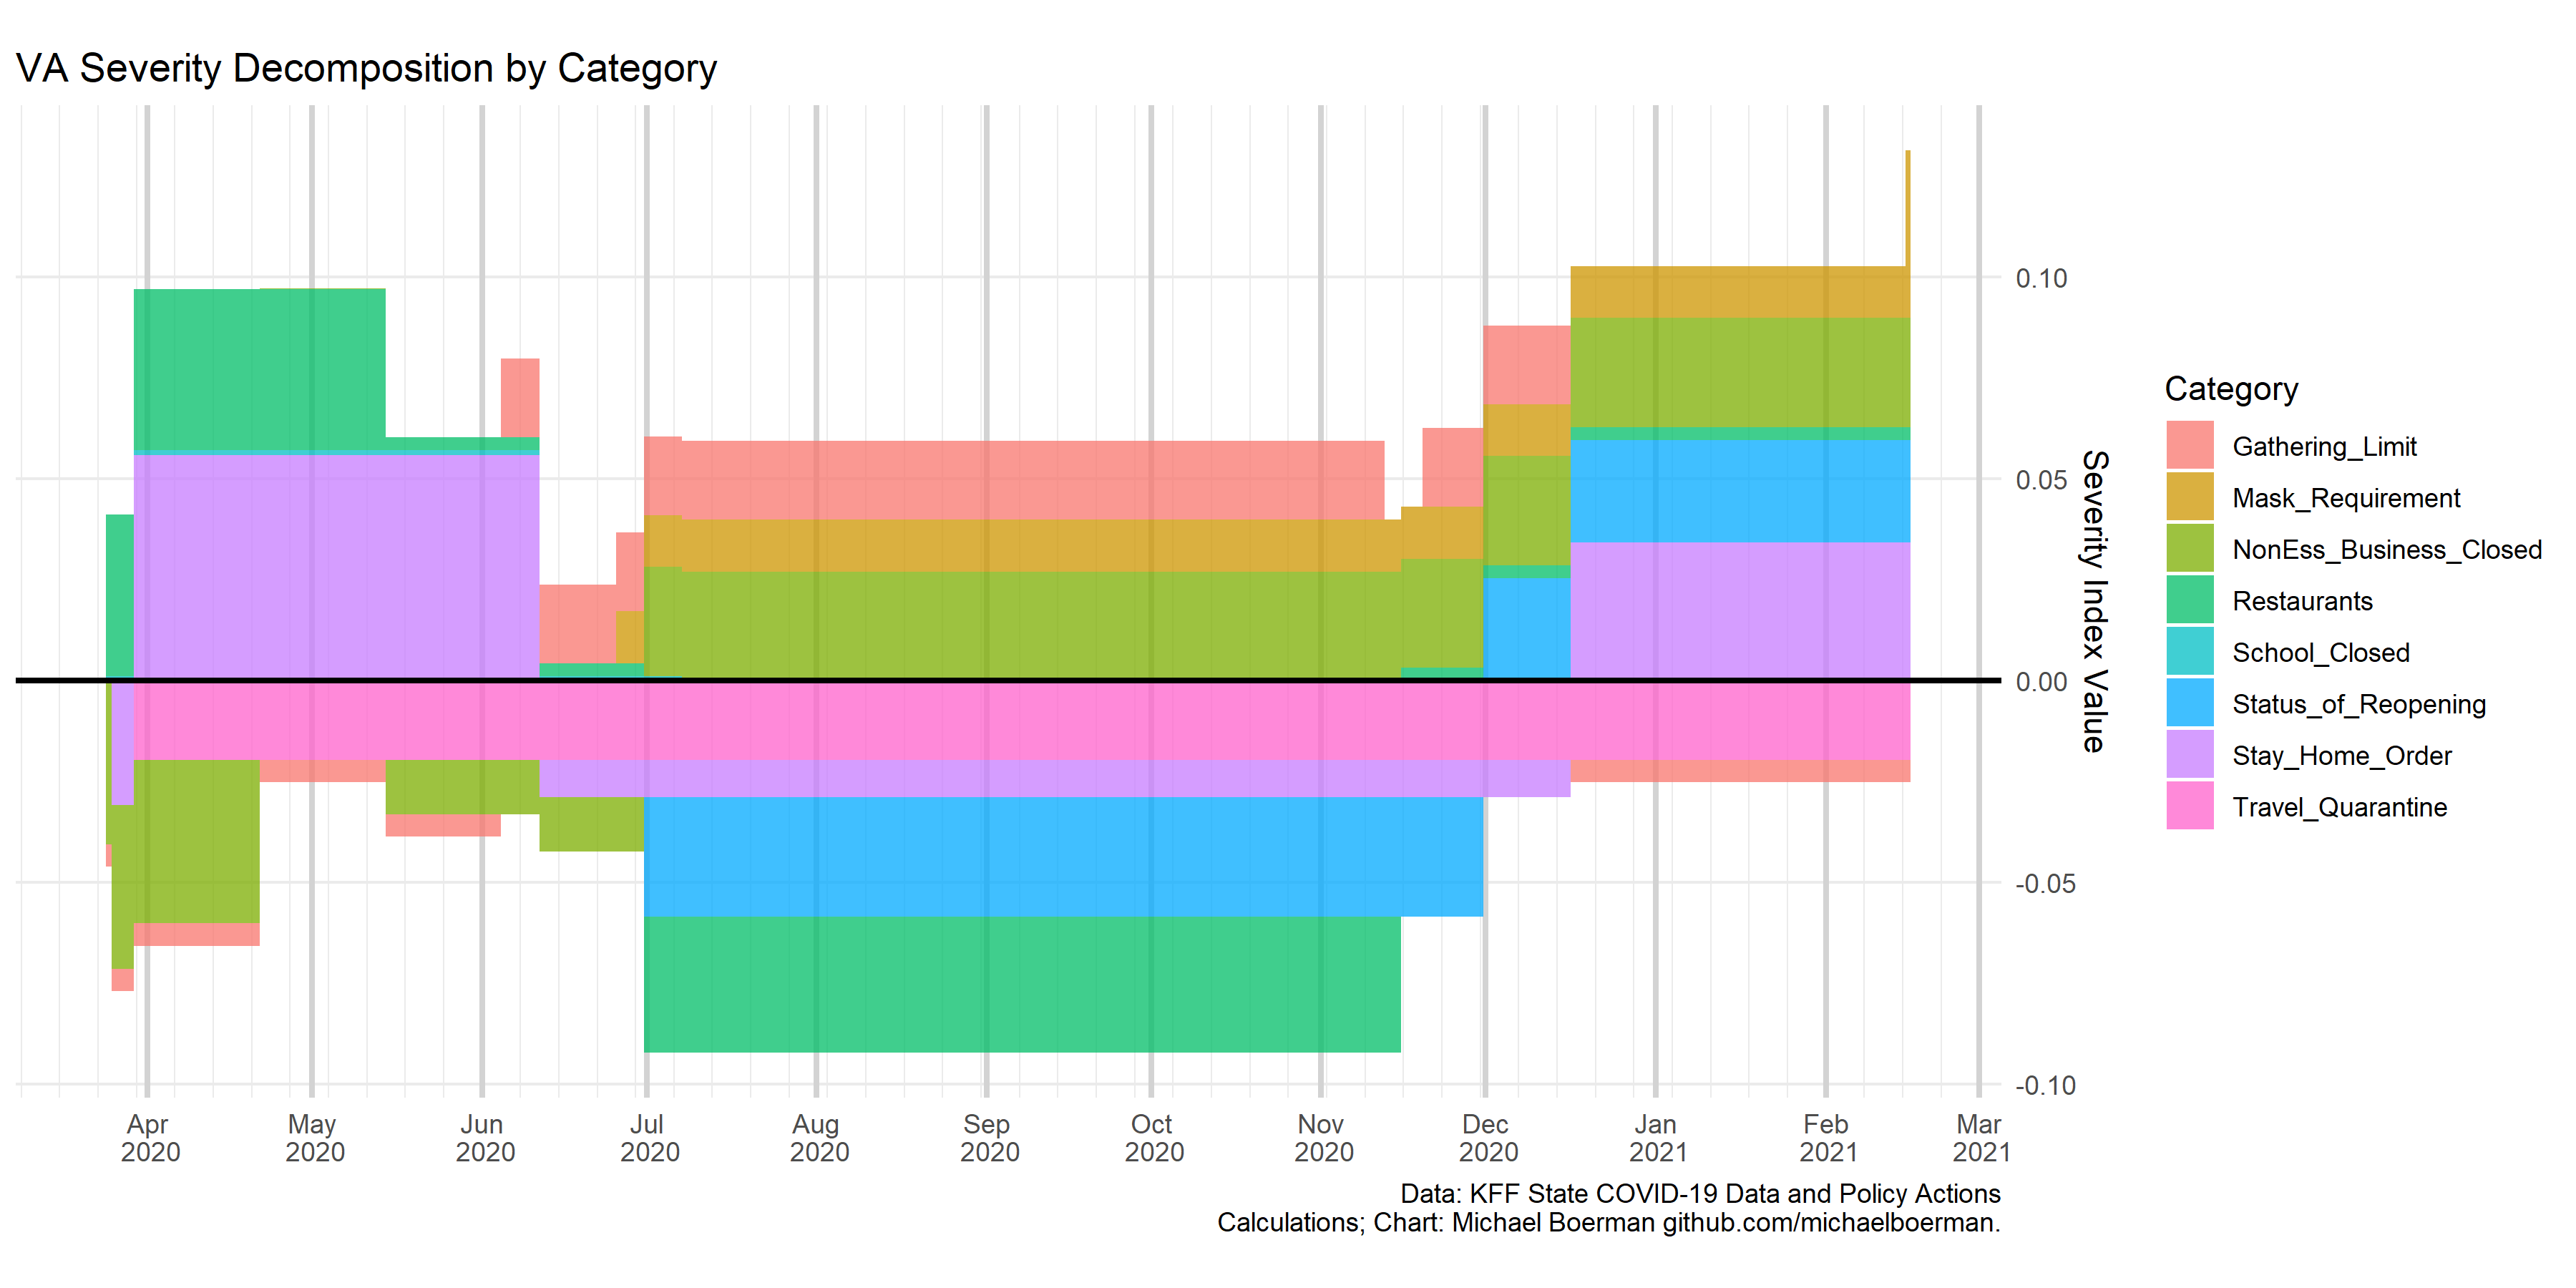 VA Severity Decomposition by Category
0.10
0.05
0.00
-0.05
-0.10
Severity Index Value
Apr
2020
May
2020
Jun
2020
Jul
2020
Aug
2020
Sep
2020
Oct
2020
Nov
2020
Dec
2020
Jan
2021
Feb
2021
Mar
2021
Category
Gathering_Limit
Mask_Requirement
NonEss_Business_Closed
Restaurants
School_Closed
Status_of_Reopening
Stay_Home_Order
Travel_Quarantine
Data: KFF State COVID-19 Data and Policy Actions
Calculations; Chart: Michael Boerman github.com/michaelboerman.